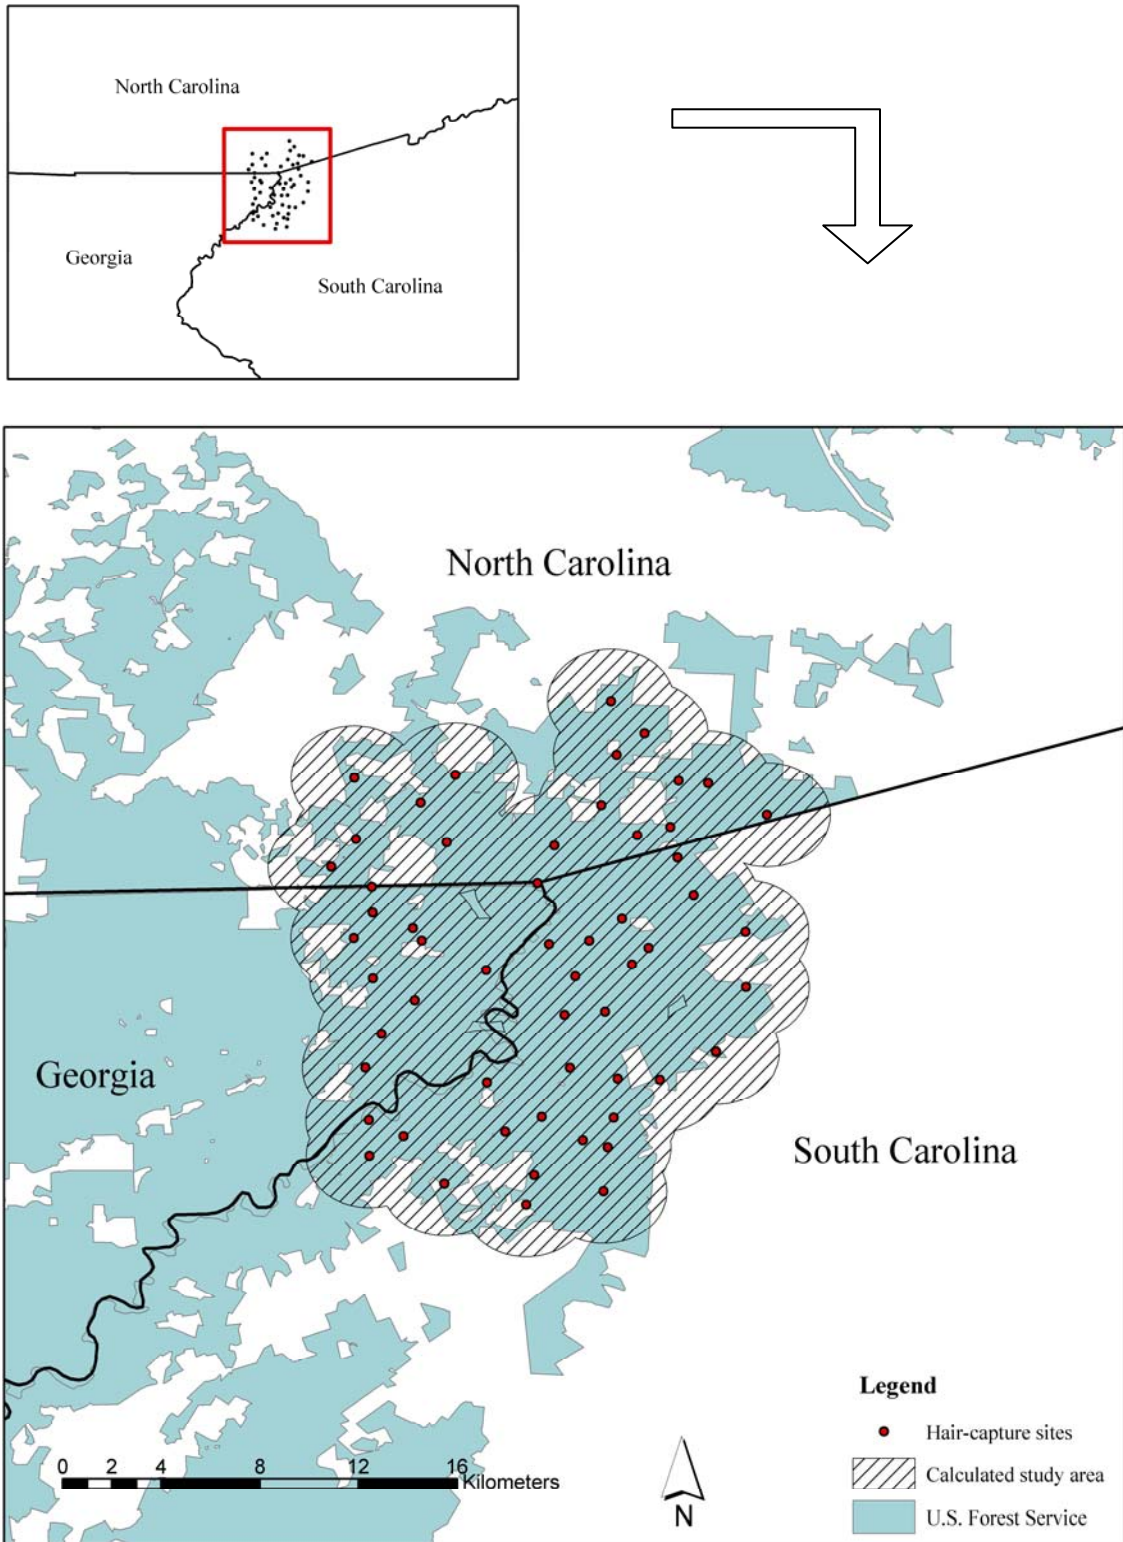 North Carolina
Georgia
South Carolina
North Carolina
Georgia
South Carolina
Legend
Hair-capture sites
Calculated study area
U.S. Forest Service
0 2 4 8 12 16
Kilometers
N